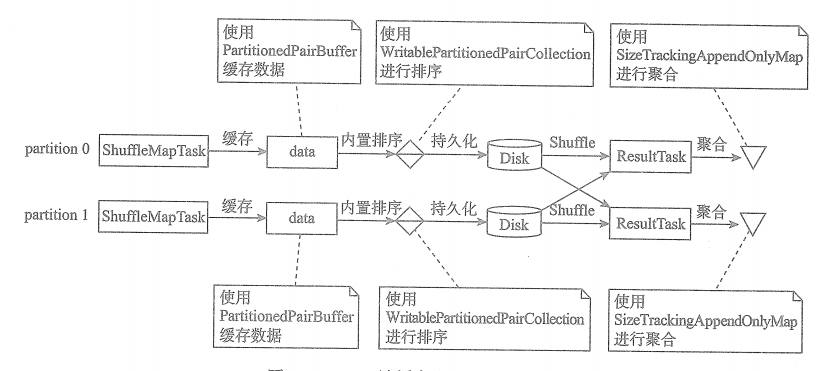 使用
PartitionedPairBuffer
缓存数据
使用
WritablePartitionedPairCollection
进行排序
使用
SizeTrackingAppendOnlyMap
进行聚合
partition 0
ShuffleMapTask
缓存
data
内置排序
持久化
Disk
Shuffle
ResultTask
聚合
partition 1
ShuffleMapTask
缓存
data
内置排序
持久化
Disk
Shuffle
ResultTask
聚合
使用
PartitionedPairBuffer
缓存数据
使用
WritablePartitionedPairCollection
进行排序
使用
SizeTrackingAppendOnlyMap
进行聚合